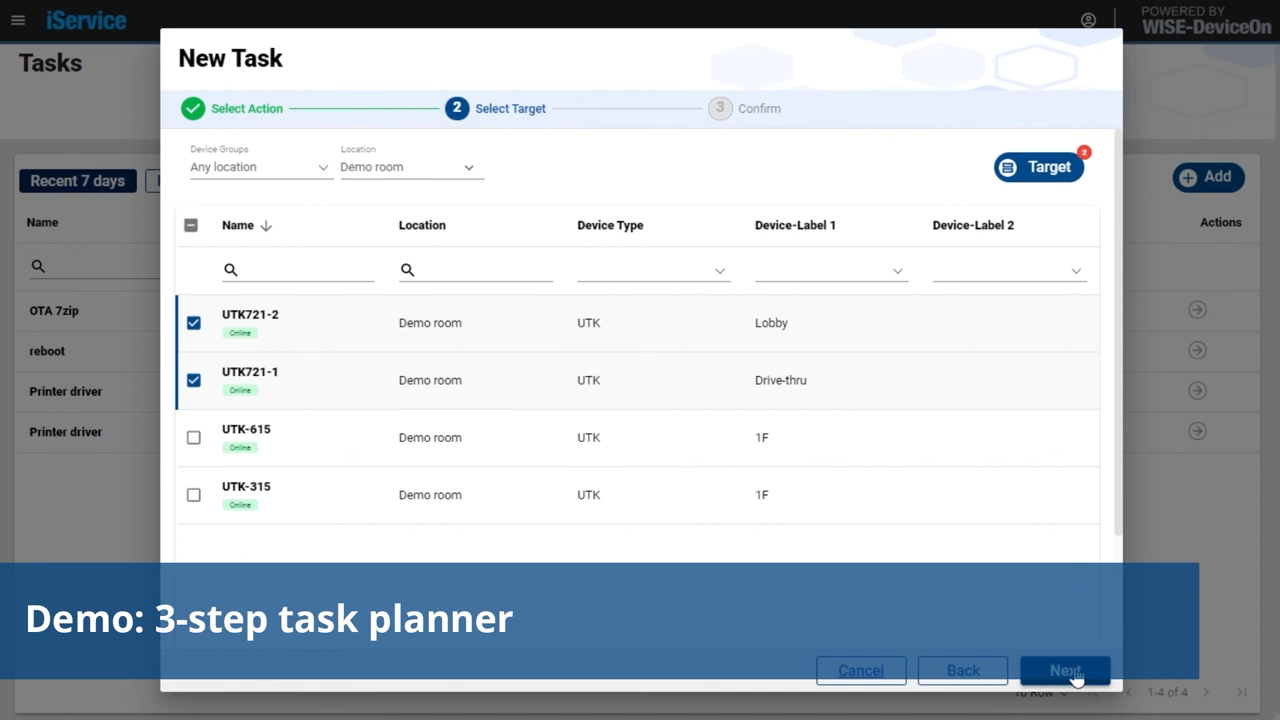 iService
POWERED BY
WISE-DeviceOn
Tasks
New Task
Select Action
2
Select Target
3
Confirm
Device Groups
Any location
Location
Demo room
Target
2
Recent 7 days
Add
Name
Actions
Name
Location
Device Type
Device-Label 1
Device-Label 2
OTA 7zip
reboot
Printer driver
Printer driver
UTK721-2
Online
Demo room
UTK
Lobby
UTK721-1
Online
Demo room
UTK
Drive-thru
UTK-615
Online
Demo room
UTK
1F
UTK-315
Online
Demo room
UTK
1F
Demo: 3-step task planner
Cancel
Back
Next
10 Row
1-4 of 4